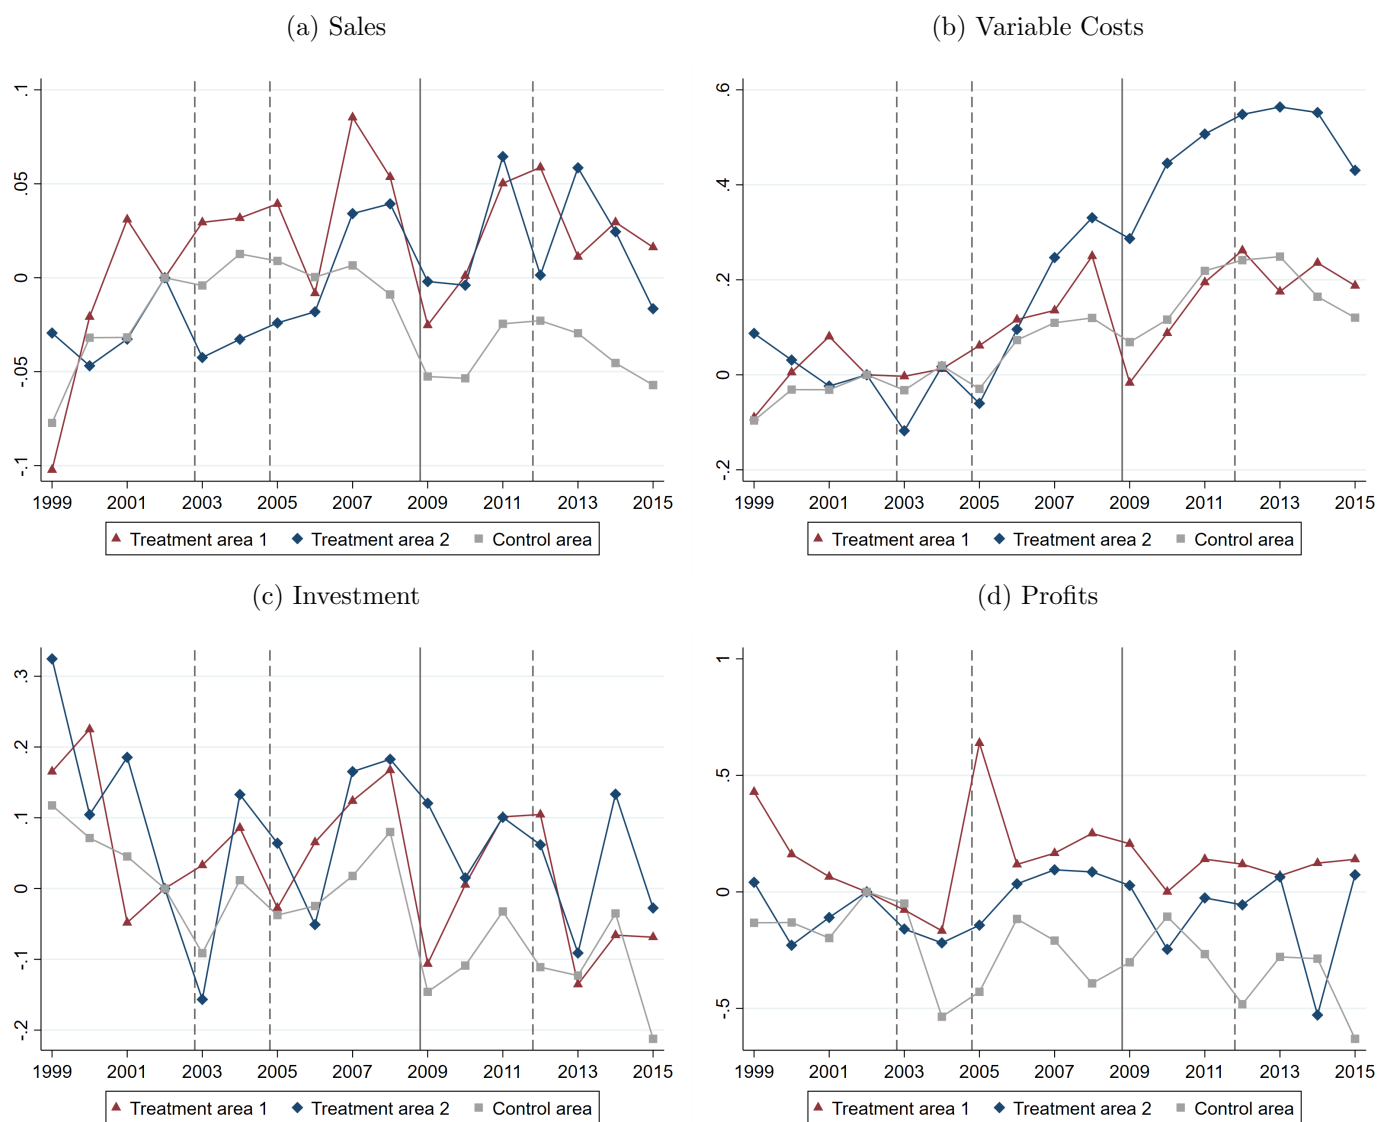 (a) Sales
(b) Variable Costs
.1
.05
0
-.05
-.1
1999 2001 2003 2005 2007 2009 2011 2013 2015
Treatment area 1 Treatment area 2 Control area
.6
.4
.2
0
-.2
1999 2001 2003 2005 2007 2009 2011 2013 2015
Treatment area 1 Treatment area 2 Control area
(c) Investment
(d) Profits
.3
.2
.1
0
-.1
-.2
1999 2001 2003 2005 2007 2009 2011 2013 2015
Treatment area 1 Treatment area 2 Control area
1
.5
0
-.5
1999 2001 2003 2005 2007 2009 2011 2013 2015
Treatment area 1 Treatment area 2 Control area